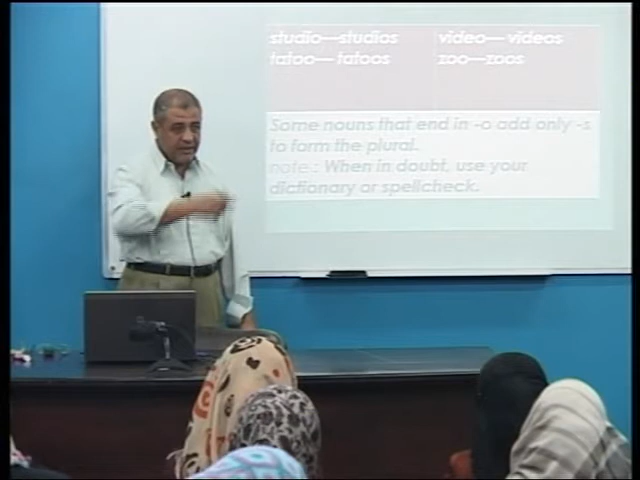 studio—studios
video— videos
tatoo— tatoos
zoo—zoos
Some nouns that end in -o add only -s
to form the plural.
note : When in doubt, use your
dictionary or spellcheck.